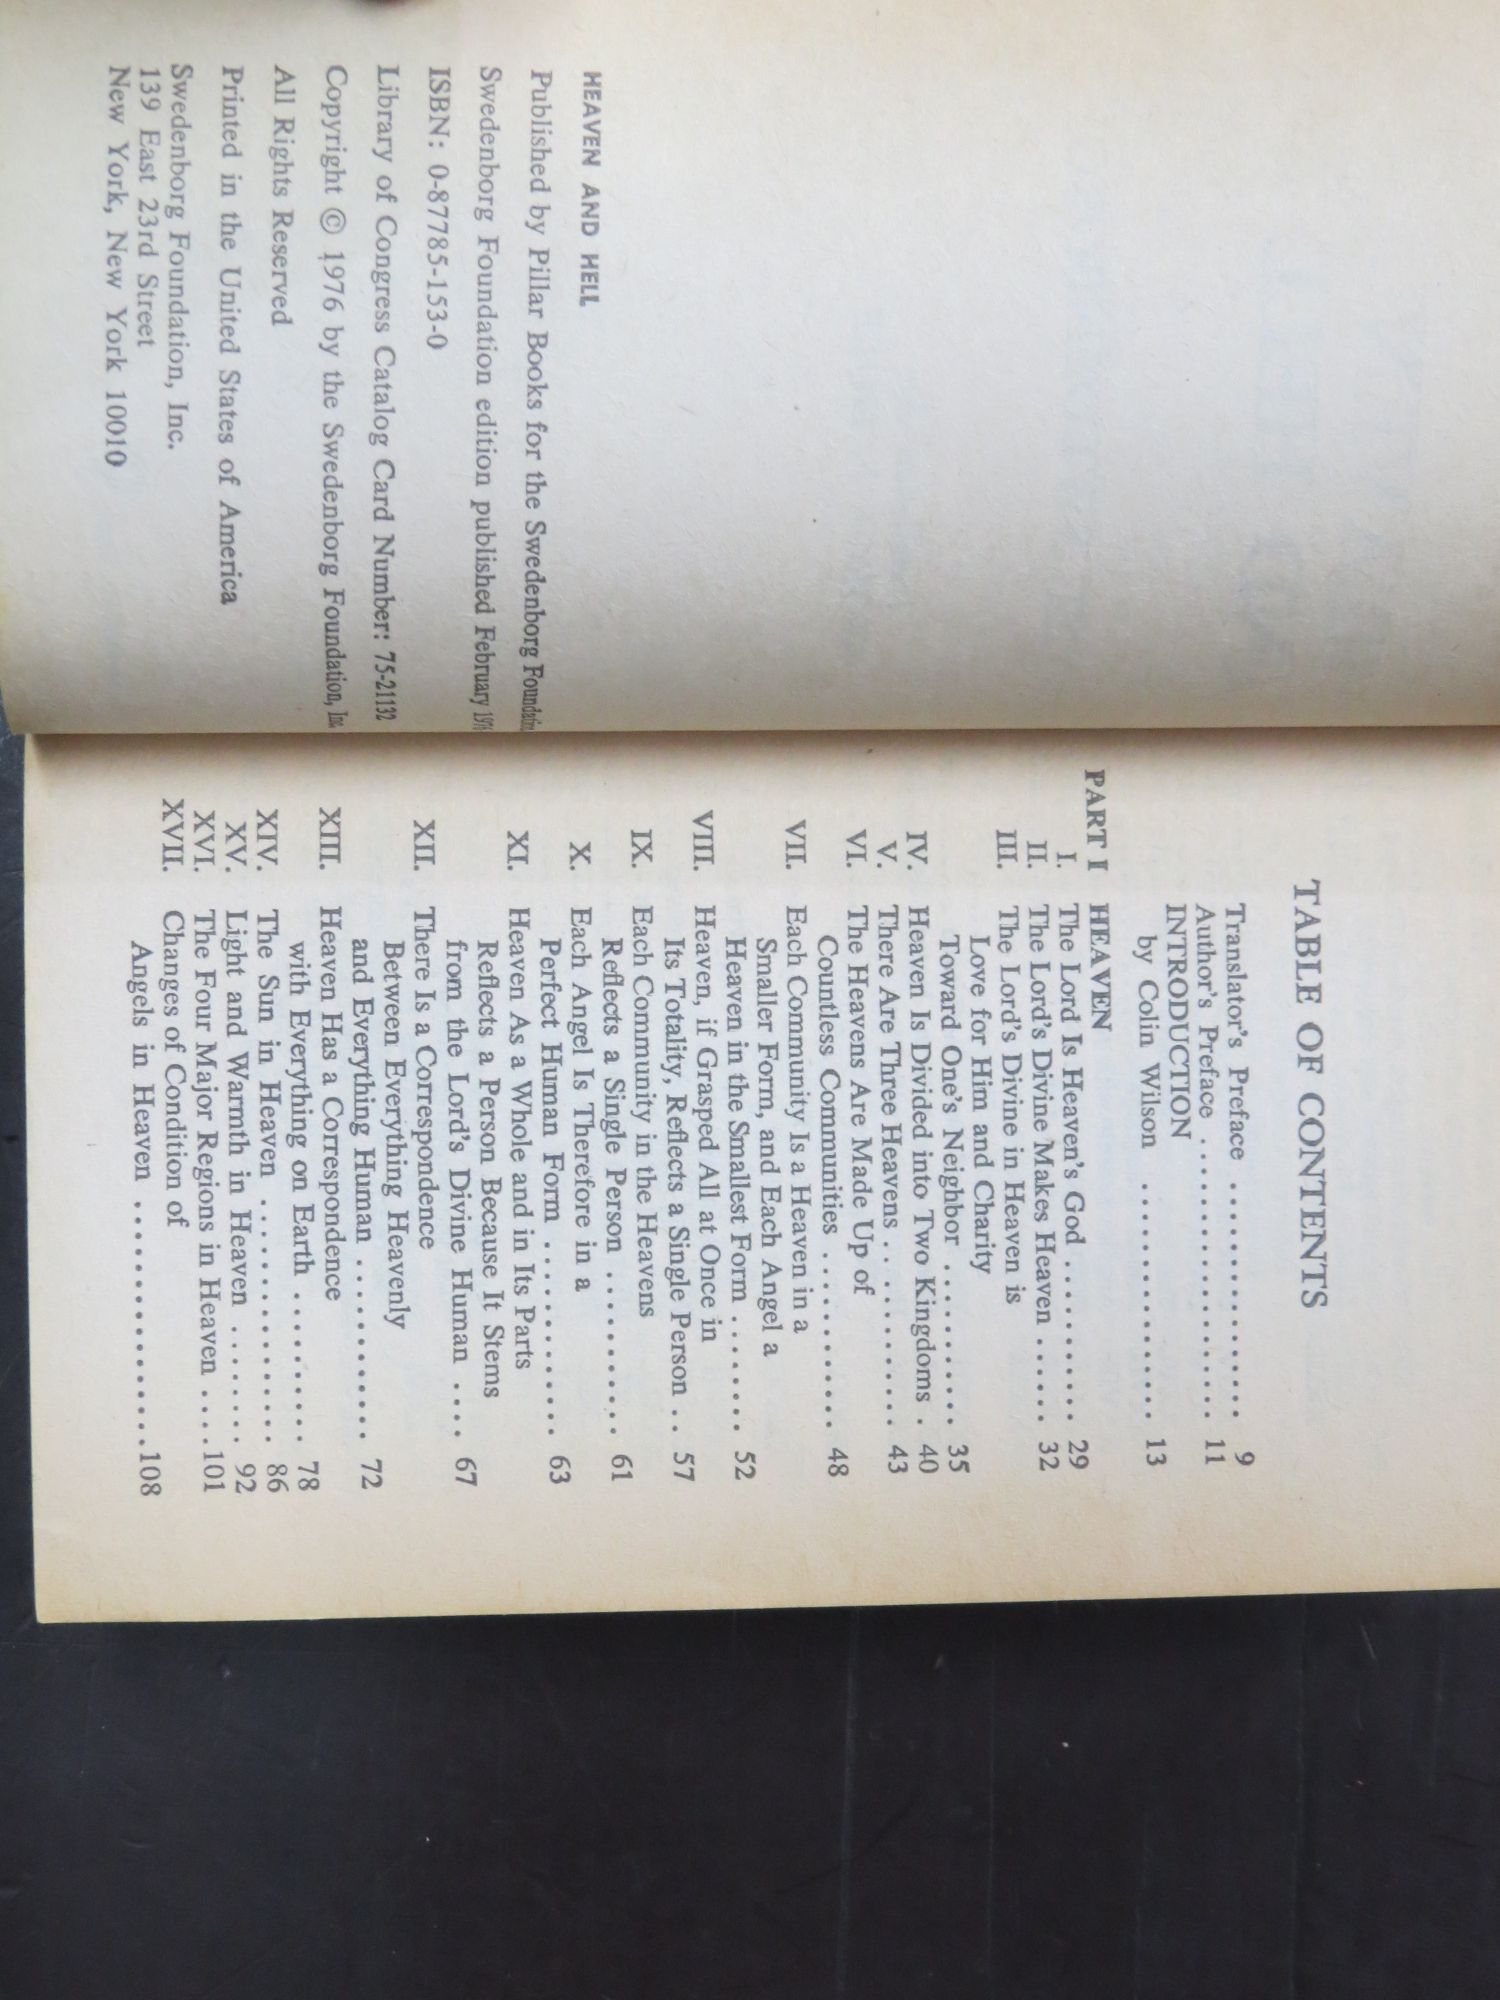 HEAVEN AND HELL
Published by Pillar Books for the Swedenborg Foundation
Swedenborg Foundation edition published February 1976
ISBN: 0-87785-153-0
Library of Congress Catalog Card Number: 75-21132
Copyright © 1976 by the Swedenborg Foundation, Inc.
All Rights Reserved
Printed in the United States of America
Swedenborg Foundation, Inc.
139 East 23rd Street
New York, New York 10010
TABLE OF CONTENTS
Translator's Preface . . . . . . . . . . . . . . . . . 9
Author's Preface . . . . . . . . . . . . . . . . . . . 11
INTRODUCTION
by Colin Wilson . . . . . . . . . . . . . . . . 13
PART I HEAVEN
I. The Lord Is Heaven's God . . . . . . . . . . . 29
II. The Lord's Divine Makes Heaven . . . . . . 32
III. The Lord's Divine in Heaven is
Love for Him and Charity
Toward One's Neighbor . . . . . . . . . . 35
IV. Heaven Is Divided into Two Kingdoms . 40
V. There Are Three Heavens . . . . . . . . . . . 43
VI. The Heavens Are Made Up of
Countless Communities . . . . . . . . . . . 48
VII. Each Community Is a Heaven in a
Smaller Form, and Each Angel a
Heaven in the Smallest Form . . . . . . . . 52
VIII. Heaven, if Grasped All at Once in
Its Totality, Reflects a Single Person . . 57
IX. Each Community in the Heavens
Reflects a Single Person . . . . . . . . . . . 61
X. Each Angel Is Therefore in a
Perfect Human Form . . . . . . . . . . . . . 63
XI. Heaven As a Whole and in Its Parts
Reflects a Person Because It Stems
from the Lord's Divine Human . . . . 67
XII. There Is a Correspondence
Between Everything Heavenly
and Everything Human . . . . . . . . . . . 72
XIII. Heaven Has a Correspondence
with Everything on Earth . . . . . . . . . . 78
XIV. The Sun in Heaven . . . . . . . . . . . . . . . 86
XV. Light and Warmth in Heaven . . . . . . . . 92
XVI. The Four Major Regions in Heaven . . . . 101
XVII. Changes of Condition of
Angels in Heaven . . . . . . . . . . . . . . . . 108